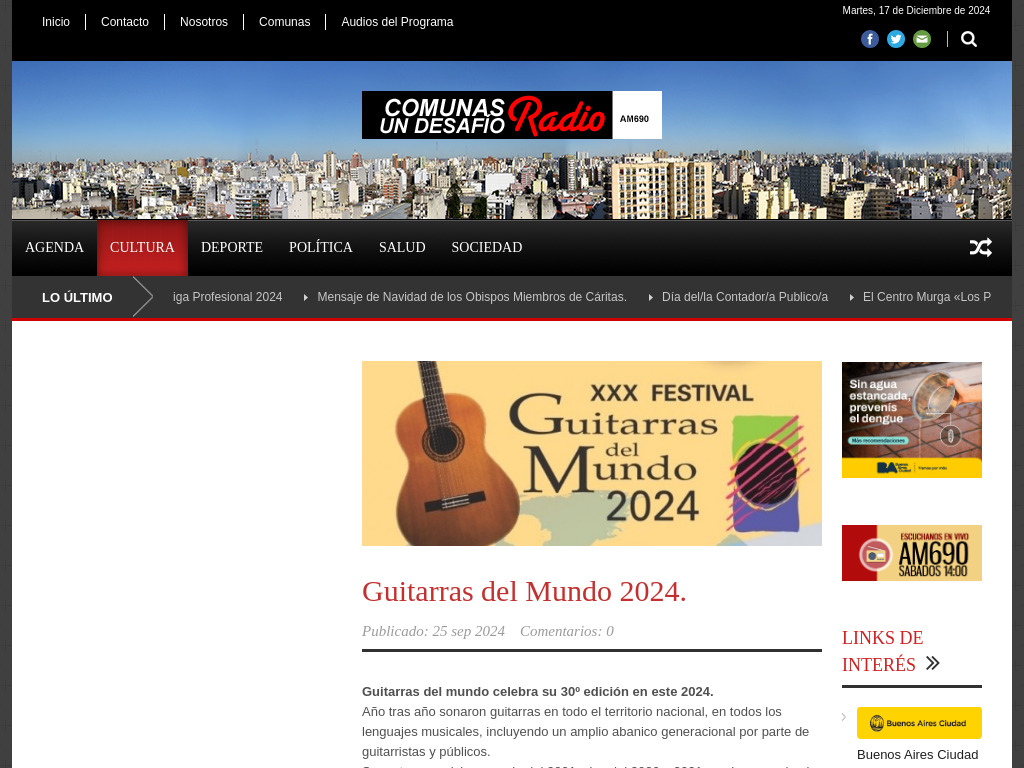 Inicio
Contacto
Nosotros
Comunas
Audios del Programa
Martes, 17 de Diciembre de 2024
COMUNAS
UN DESAFIO
Radio
AM690
AGENDA
CULTURA
DEPORTE
POLÍTICA
SALUD
SOCIEDAD
LO ÚLTIMO
iga Profesional 2024
Mensaje de Navidad de los Obispos Miembros de Cáritas.
Día del/la Contador/a Publico/a
El Centro Murga «Los P
XXX FESTIVAL
Guitarras
del
Mundo
2024
Guitarras del Mundo 2024.
Publicado: 25 sep 2024 Comentarios: 0
Guitarras del mundo celebra su 30º edición en este 2024.
Año tras año sonaron guitarras en todo el territorio nacional, en todos los
lenguajes musicales, incluyendo un amplio abanico generacional por parte de
guitarristas y públicos.
Sin agua
estancada,
prevenís
el dengue
Más recomendaciones
BA
Buenos Aires Ciudad
ESCUCHANOS EN VIVO
AM690
SABADOS 14:00
LINKS DE
INTERÉS
Buenos Aires Ciudad
Buenos Aires Ciudad